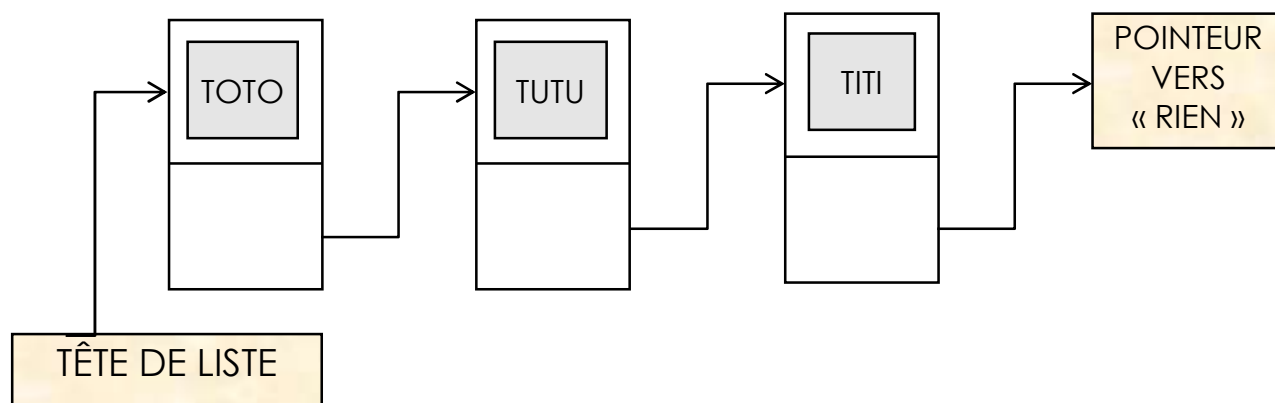 TOTO
TUTU
TITI
POINTEUR
VERS
« RIEN »
TÊTE DE LISTE